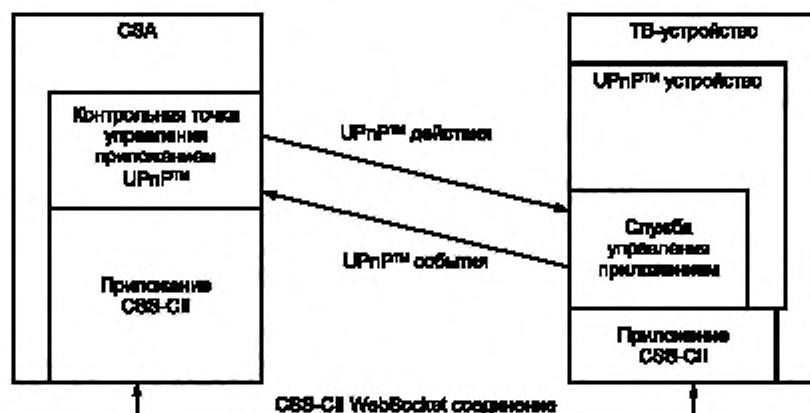 CSA
Контрольная точка
управления
приложением
UPnP™
Приложение
CSS-CII
UPnP™ действия
UPnP™ события
ТВ-устройство
UPnP™ устройство
Служба
управления
приложением
Приложение
CSS-CII
CSS-CII WebSocket соединение